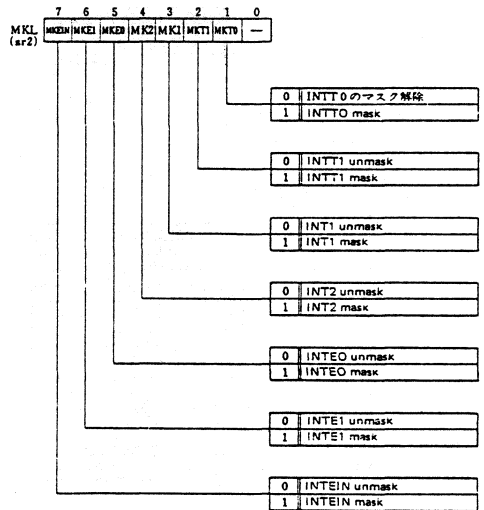 7 6 5 4 3 2 1 0
MKL MKEIN MKE1 MKE0 MK2 MK1 MKT1 MKT0 —
(sr2)
0 INTT0のマスク解除
1 INTTO mask
0 INTT1 unmask
1 INTT1 mask
0 INT1 unmask
1 INT1 mask
0 INT2 unmask
1 INT2 mask
0 INTEO unmask
1 INTEO mask
0 INTE1 unmask
1 INTE1 mask
0 INTEIN unmask
1 INTEIN mask